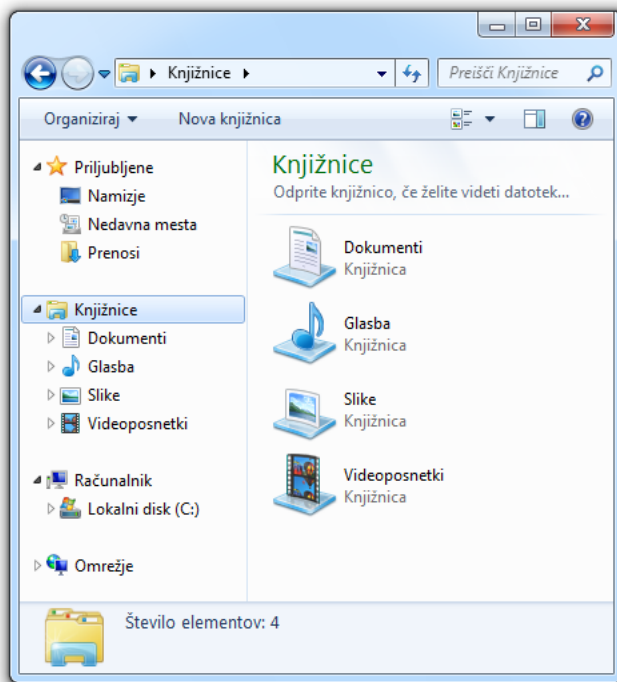 Knjižnice
Preišči Knjižnice
Organiziraj
Nova knjižnica
Priljubljene
Namizje
Nedavna mesta
Prenosi
Knjižnice
Dokumenti
Glasba
Slike
Videoposnetki
Računalnik
Lokalni disk (C:)
Omrežje
Knjižnice
Odprite knjižnico, če želite videti datotek...
Dokumenti
Knjižnica
Glasba
Knjižnica
Slike
Knjižnica
Videoposnetki
Knjižnica
Število elementov: 4